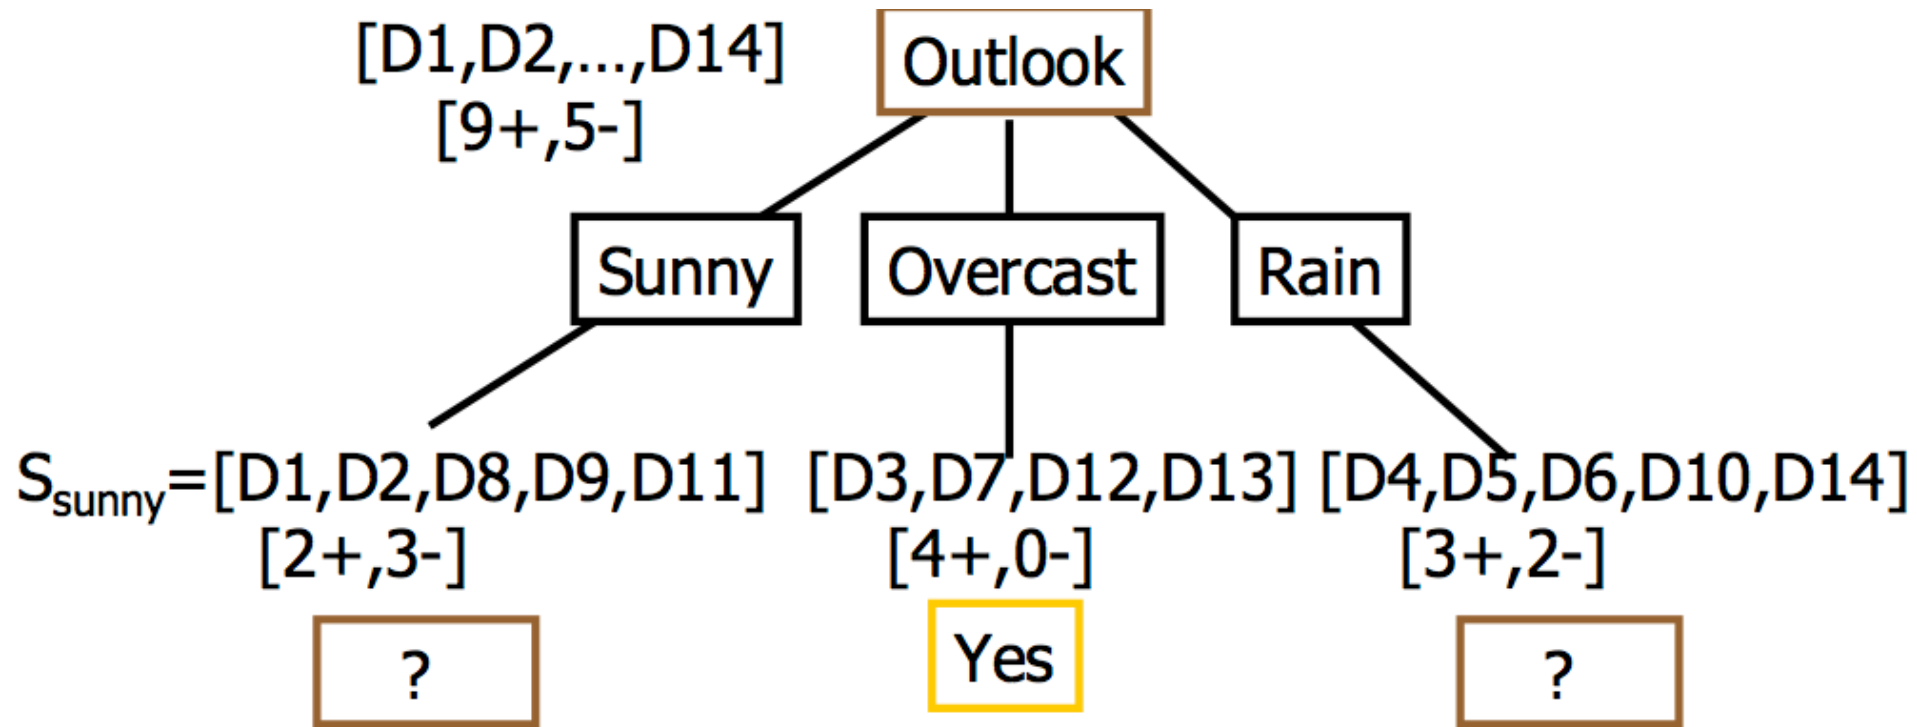 [D1,D2,...,D14]
Outlook
[9+,5-]
Sunny
Overcast
Rain
Ssunny=[D1,D2,D8,D9,D11]
[D3,D7,D12,D13]
[D4,D5,D6,D10,D14]
[2+,3-]
[4+,0-]
[3+,2-]
?
Yes
?